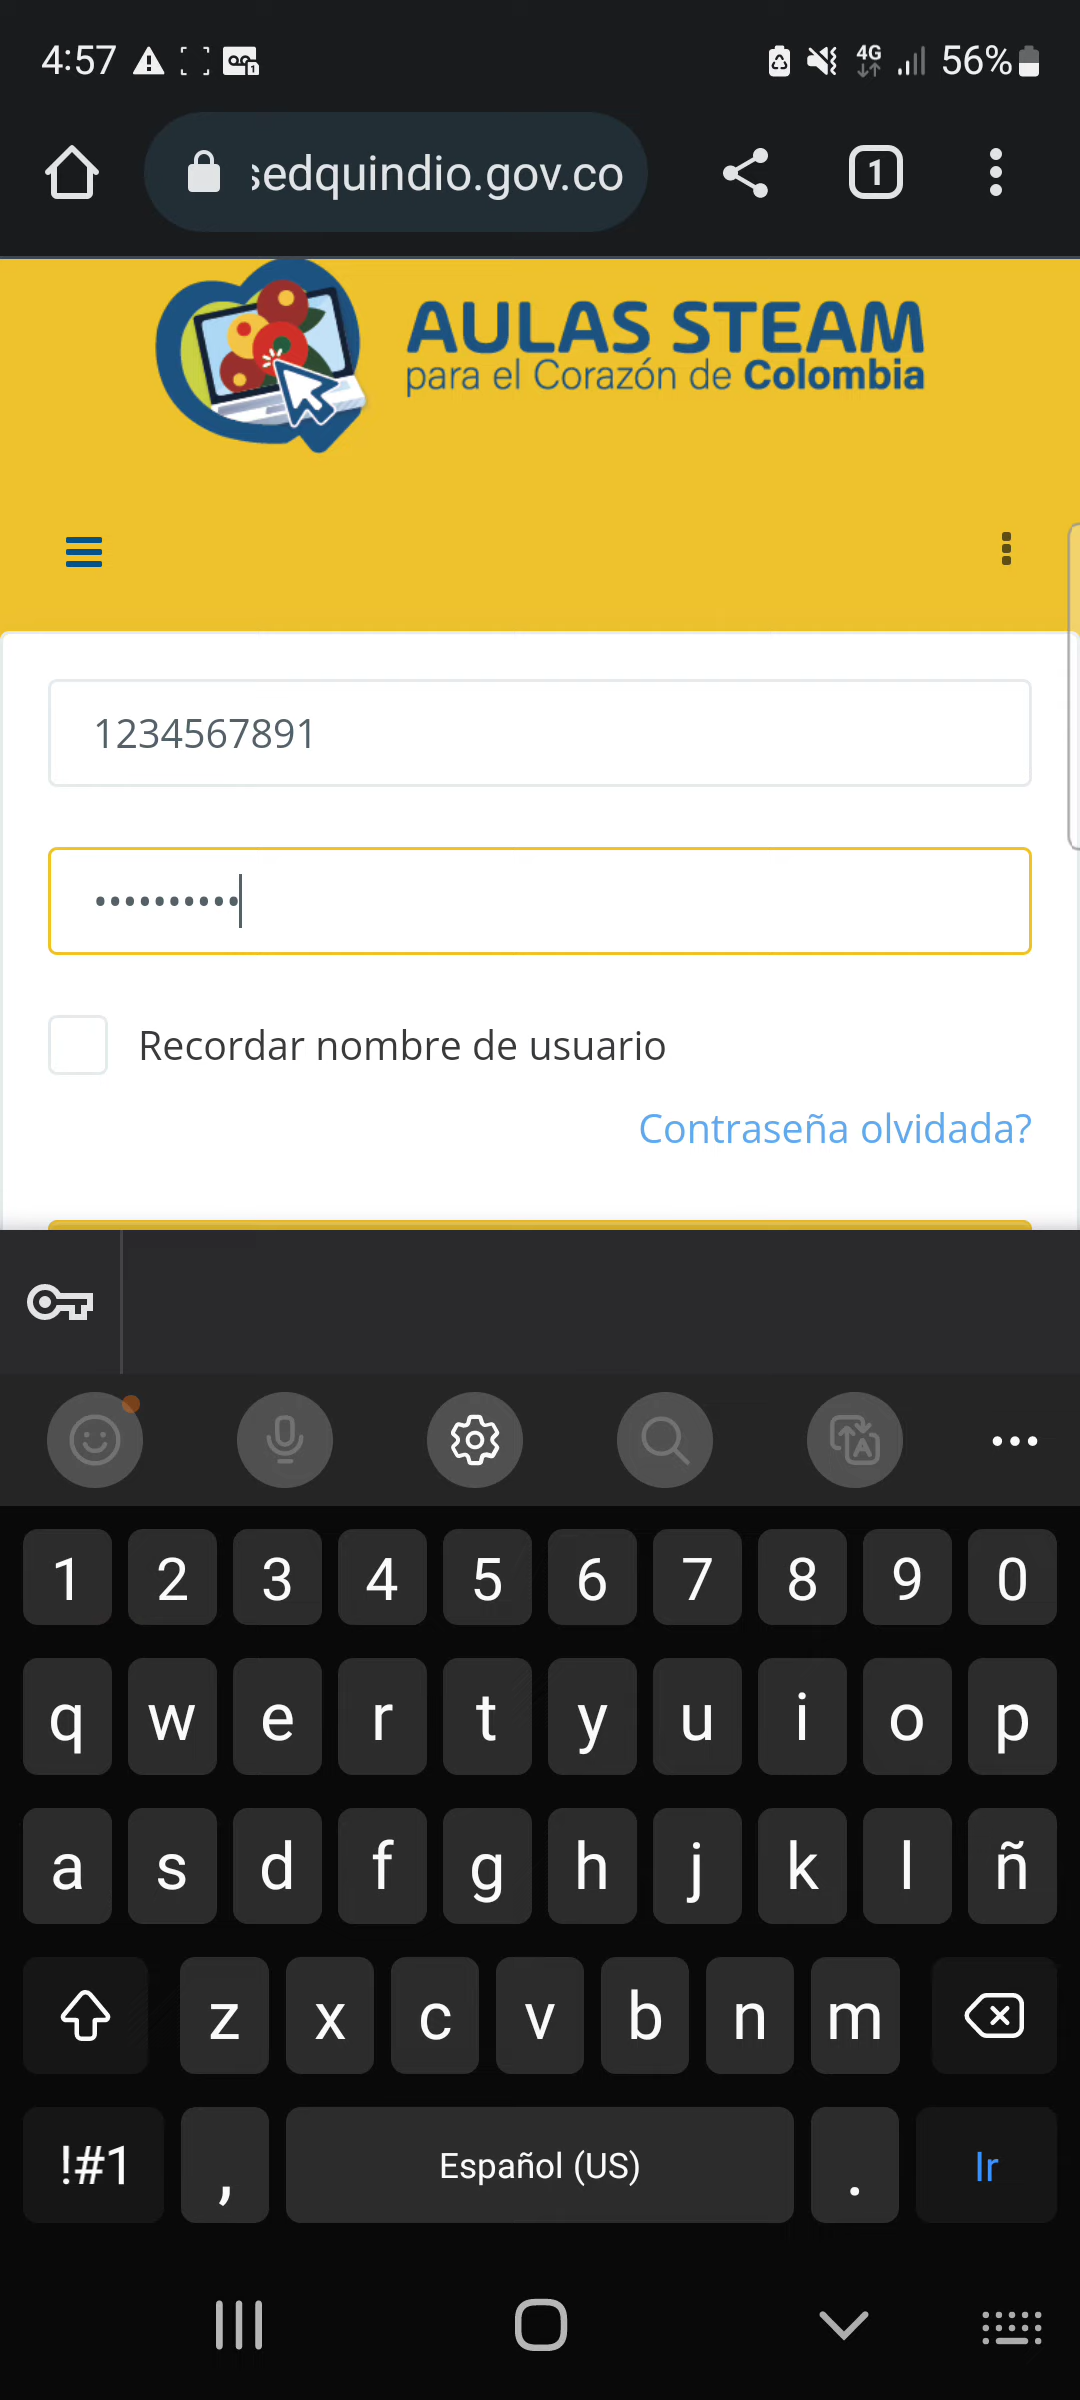 4:57
4G
56%
sedquindio.gov.co
1
AULAS STEAM
para el Corazón de Colombia
1234567891
••••••••••
Recordar nombre de usuario
Contraseña olvidada?
1 2 3 4 5 6 7 8 9 0
q w e r t y u i o p
a s d f g h j k l ñ
z x c v b n m
!#1 , Español (US) . Ir